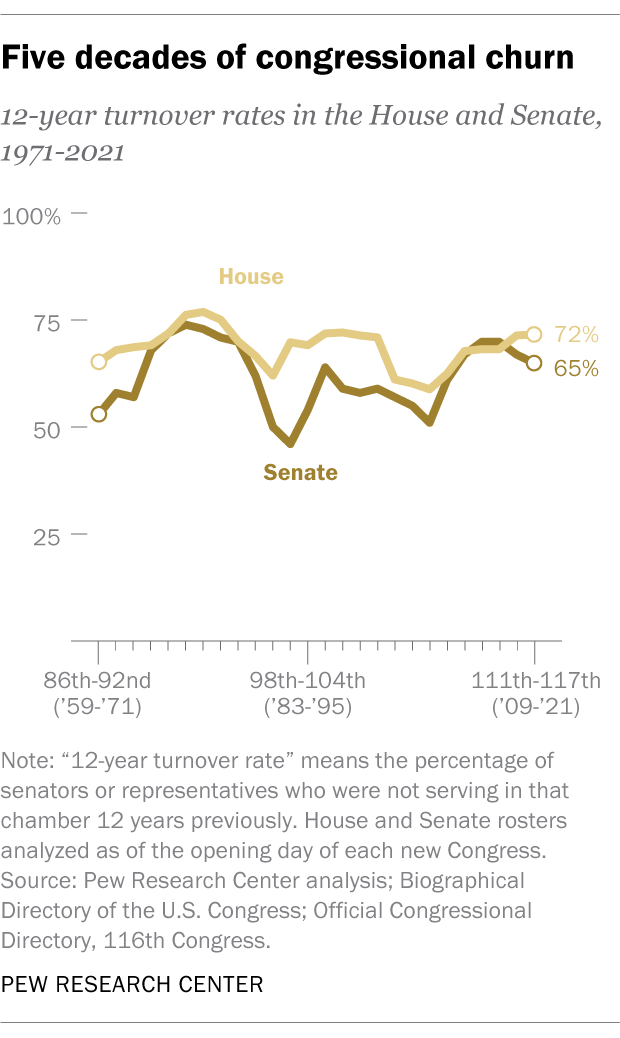 Five decades of congressional churn
12-year turnover rates in the House and Senate,
1971-2021
100%
House
75
72%
65%
50
Senate
25
86th-92nd
(’59-’71)
98th-104th
(’83-’95)
111th-117th
(’09-’21)
Note: “12-year turnover rate” means the percentage of
senators or representatives who were not serving in that
chamber 12 years previously. House and Senate rosters
analyzed as of the opening day of each new Congress.
Source: Pew Research Center analysis; Biographical
Directory of the U.S. Congress; Official Congressional
Directory, 116th Congress.
PEW RESEARCH CENTER